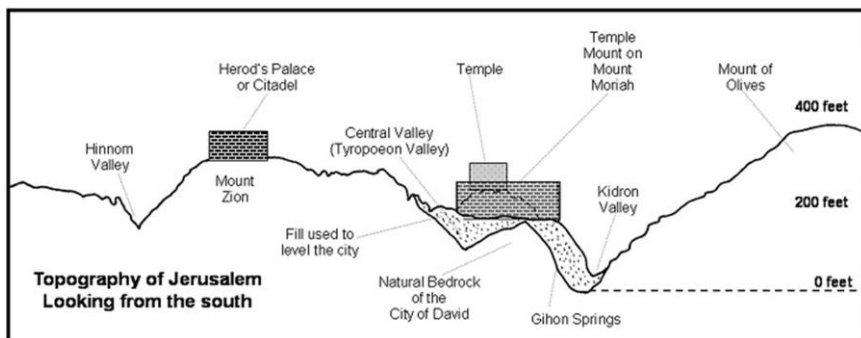 Herod's Palace
or Citadel
Temple
Temple
Mount on
Mount
Moriah
Mount of
Olives
400 feet
Hinnom
Valley
Central Valley
(Tyropoeon Valley)
Mount
Zion
Kidron
Valley
200 feet
Fill used to
level the city
Topography of Jerusalem
Looking from the south
Natural Bedrock
of the
City of David
Gihon Springs
0 feet